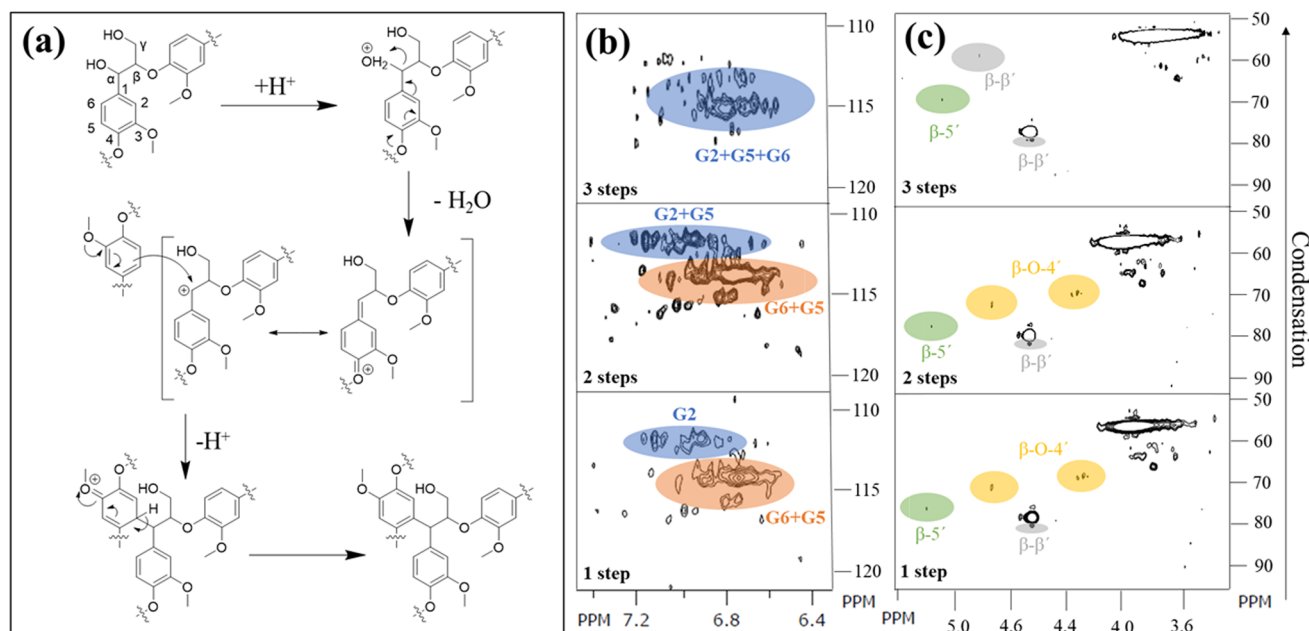 (a)
HO
γ
HO
α
β
O
1
6
2
5
3
4
O
O
O
+H⁺
HO
⊕
OH₂
O
O
O
O
- H₂O
O
O
HO
⊕
O
O
O
O
HO
O
O
O
O
⊕
-H⁺
O
⊕
O
H
HO
O
O
O
O
O
O
HO
O
O
O
O
(b)
110
115
G2+G5+G6
3 steps
120
110
G2+G5
115
G6+G5
2 steps
120
110
G2
115
G6+G5
1 step
120
PPM
PPM 7.2 6.8 6.4
(c)
50
β-β´
60
70
β-5´
80
β-β´
3 steps
90
50
60
β-O-4´
70
β-5´
80
β-β´
2 steps
90
50
60
β-O-4´
70
β-5´
80
β-β´
1 step
90
PPM
PPM 5.0 4.6 4.4 4.0 3.6
Condensation